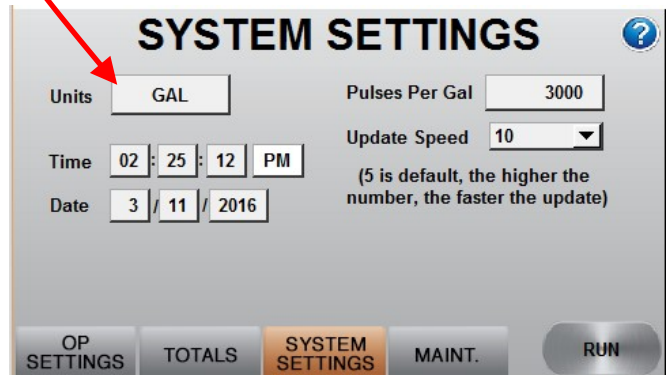 SYSTEM SETTINGS
?
Units GAL
Pulses Per Gal 3000
Update Speed 10
Time 02 : 25 : 12 PM
(5 is default, the higher the
number, the faster the update)
Date 3 / 11 / 2016
OP
SETTINGS
TOTALS
SYSTEM
SETTINGS
MAINT.
RUN